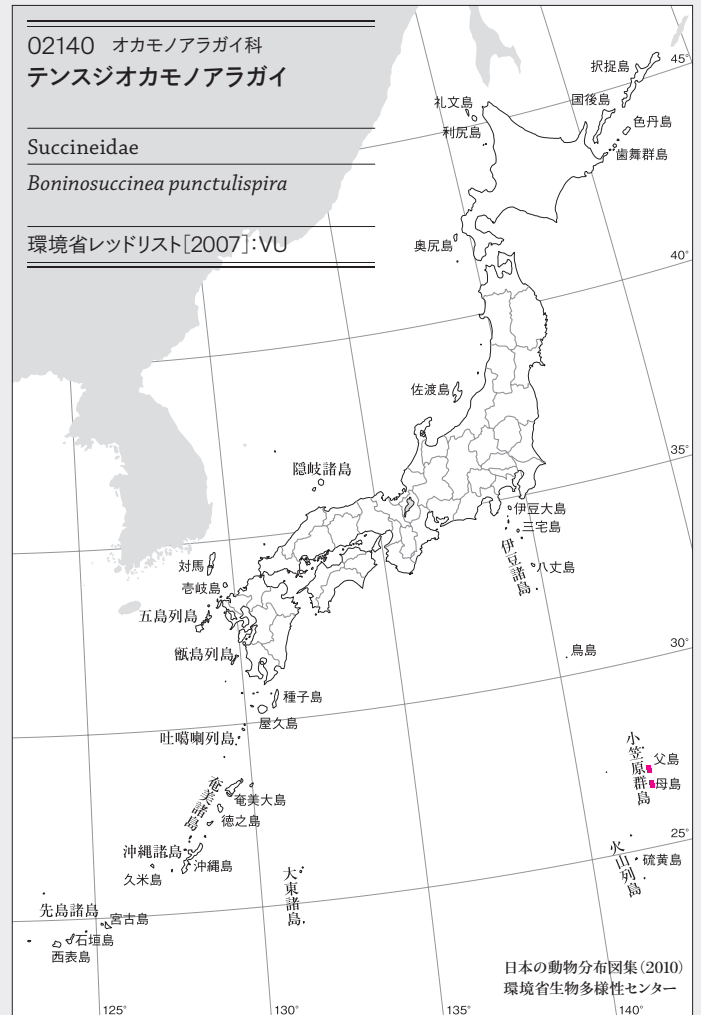 02140 オカモノアラガイ科
テンスジオカモノアラガイ
Succineidae
Boninosuccinea punctulispira
環境省レッドリスト[2007]:VU
択捉島
45°
礼文島
国後島
利尻島
色丹島
歯舞群島
奥尻島
40°
佐渡島
35°
隠岐諸島
伊豆大島
三宅島
伊豆諸島
八丈島
対馬
壱岐島
五島列島
甑島列島
30°
鳥島
種子島
屋久島
吐噶喇列島
小笠原群島
父島
母島
奄美諸島
奄美大島
徳之島
25°
沖縄諸島
沖縄島
久米島
火山列島
硫黄島
大東諸島
先島諸島
宮古島
石垣島
西表島
日本の動物分布図集(2010)
環境省生物多様性センター
125°
130°
135°
140°